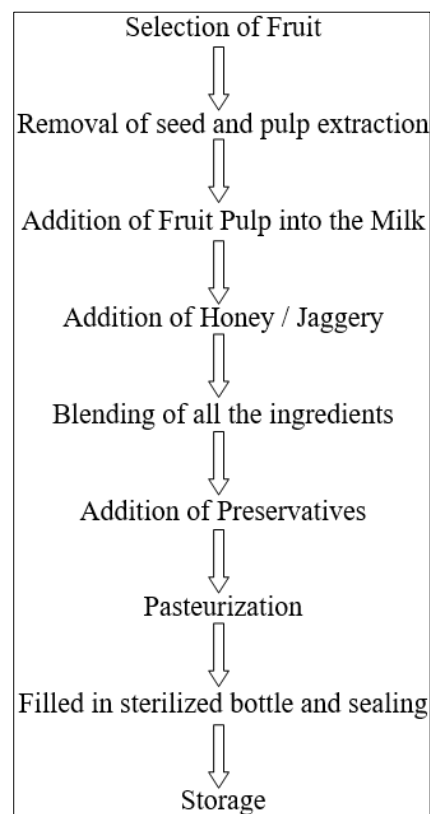 Selection of Fruit
Removal of seed and pulp extraction
Addition of Fruit Pulp into the Milk
Addition of Honey / Jaggery
Blending of all the ingredients
Addition of Preservatives
Pasteurization
Filled in sterilized bottle and sealing
Storage